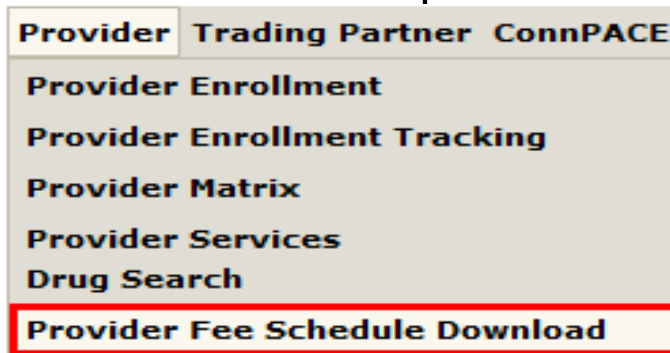 Provider Trading Partner ConnPACE
Provider Enrollment
Provider Enrollment Tracking
Provider Matrix
Provider Services
Drug Search
Provider Fee Schedule Download